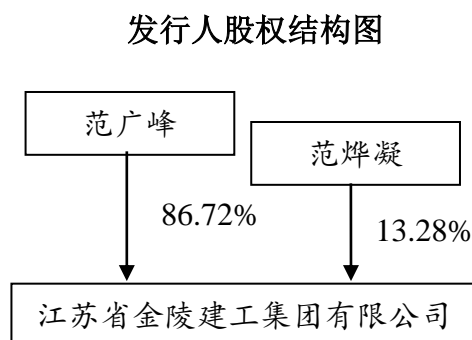 发行人股权结构图
范广峰
范烨凝
86.72%
13.28%
江苏省金陵建工集团有限公司